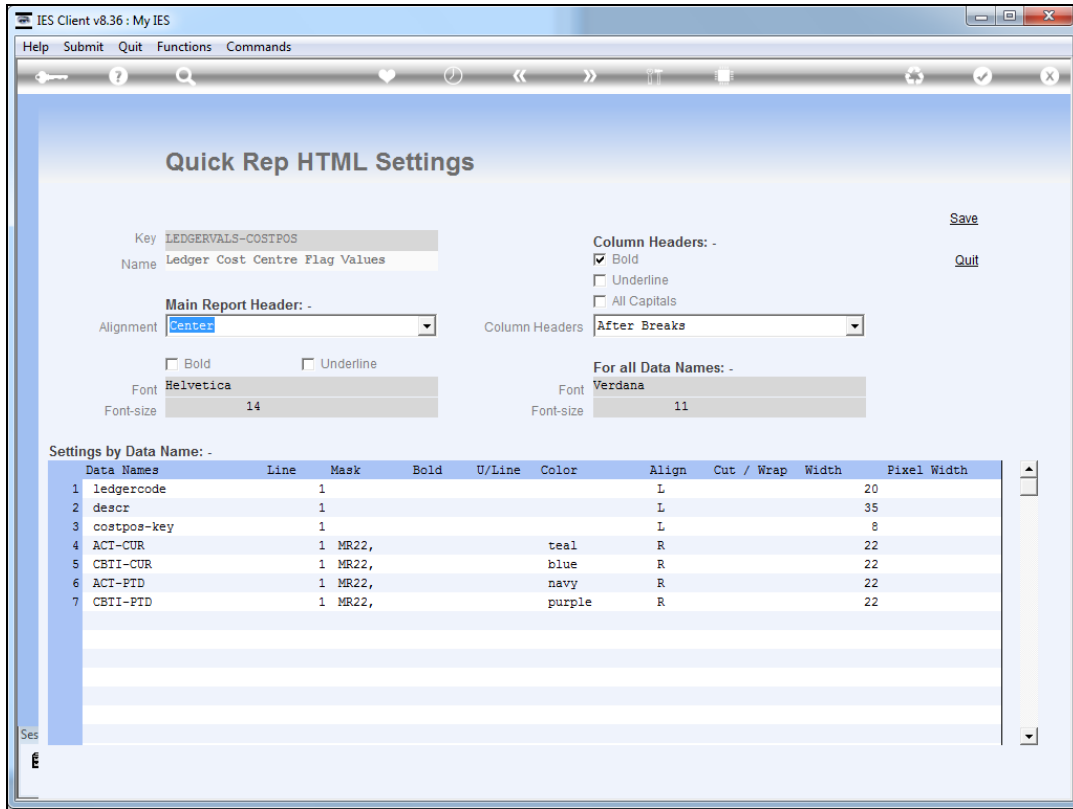 IES Client v8.36 : My IES
Help Submit Quit Functions Commands
Quick Rep HTML Settings
Save
Key LEDGERVALS-COSTPOS
Column Headers: -
Name Ledger Cost Centre Flag Values
Bold
Quit
Underline
Main Report Header: -
All Capitals
Alignment Center
Column Headers After Breaks
Bold Underline
For all Data Names: -
Font Helvetica
Font Verdana
Font-size 14
Font-size 11
Settings by Data Name: -
Data Names Line Mask Bold U/Line Color Align Cut / Wrap Width Pixel Width
1 ledgercode 1 L 20
2 descr 1 L 35
3 costpos-key 1 L 8
4 ACT-CUR 1 MR22, teal R 22
5 CBTI-CUR 1 MR22, blue R 22
6 ACT-PTD 1 MR22, navy R 22
7 CBTI-PTD 1 MR22, purple R 22
Ses